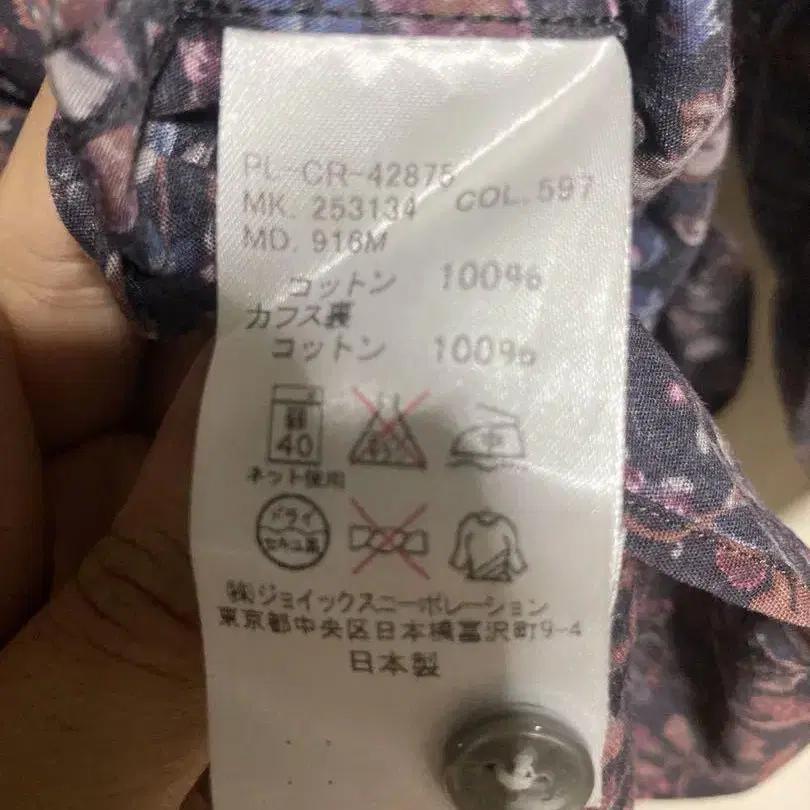 PL-CR-42875
MK. 253134 COL. 597
MD. 916M
コットン 100%
カフス裏
コットン 100%
弱
40
中
ネット使用
ドライ
セキユ系
㈱ジョイックスコーポレーション
東京都中央区日本橋富沢町9-4
日本製